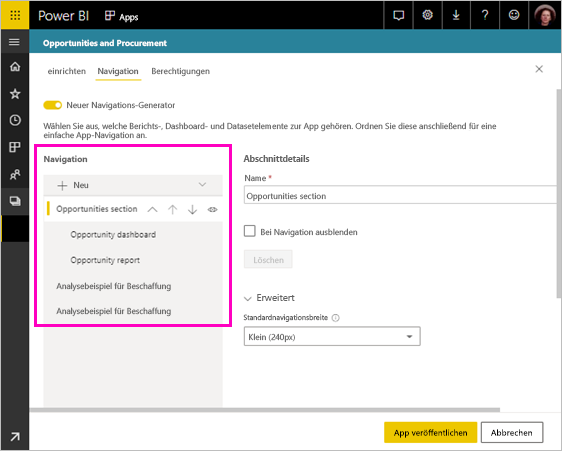 Power BI Apps ?
Opportunities and Procurement
einrichten Navigation Berechtigungen
Neuer Navigations-Generator
Wählen Sie aus, welche Berichts-, Dashboard- und Datasetelemente zur App gehören. Ordnen Sie diese anschließend für eine
einfache App-Navigation an.
Navigation
Neu
Opportunities section
Opportunity dashboard
Opportunity report
Analysebeispiel für Beschaffung
Analysebeispiel für Beschaffung
Abschnittdetails
Name *
Opportunities section
Bei Navigation ausblenden
Löschen
Erweitert
Standardnavigationsbreite
Klein (240px)
App veröffentlichen Abbrechen